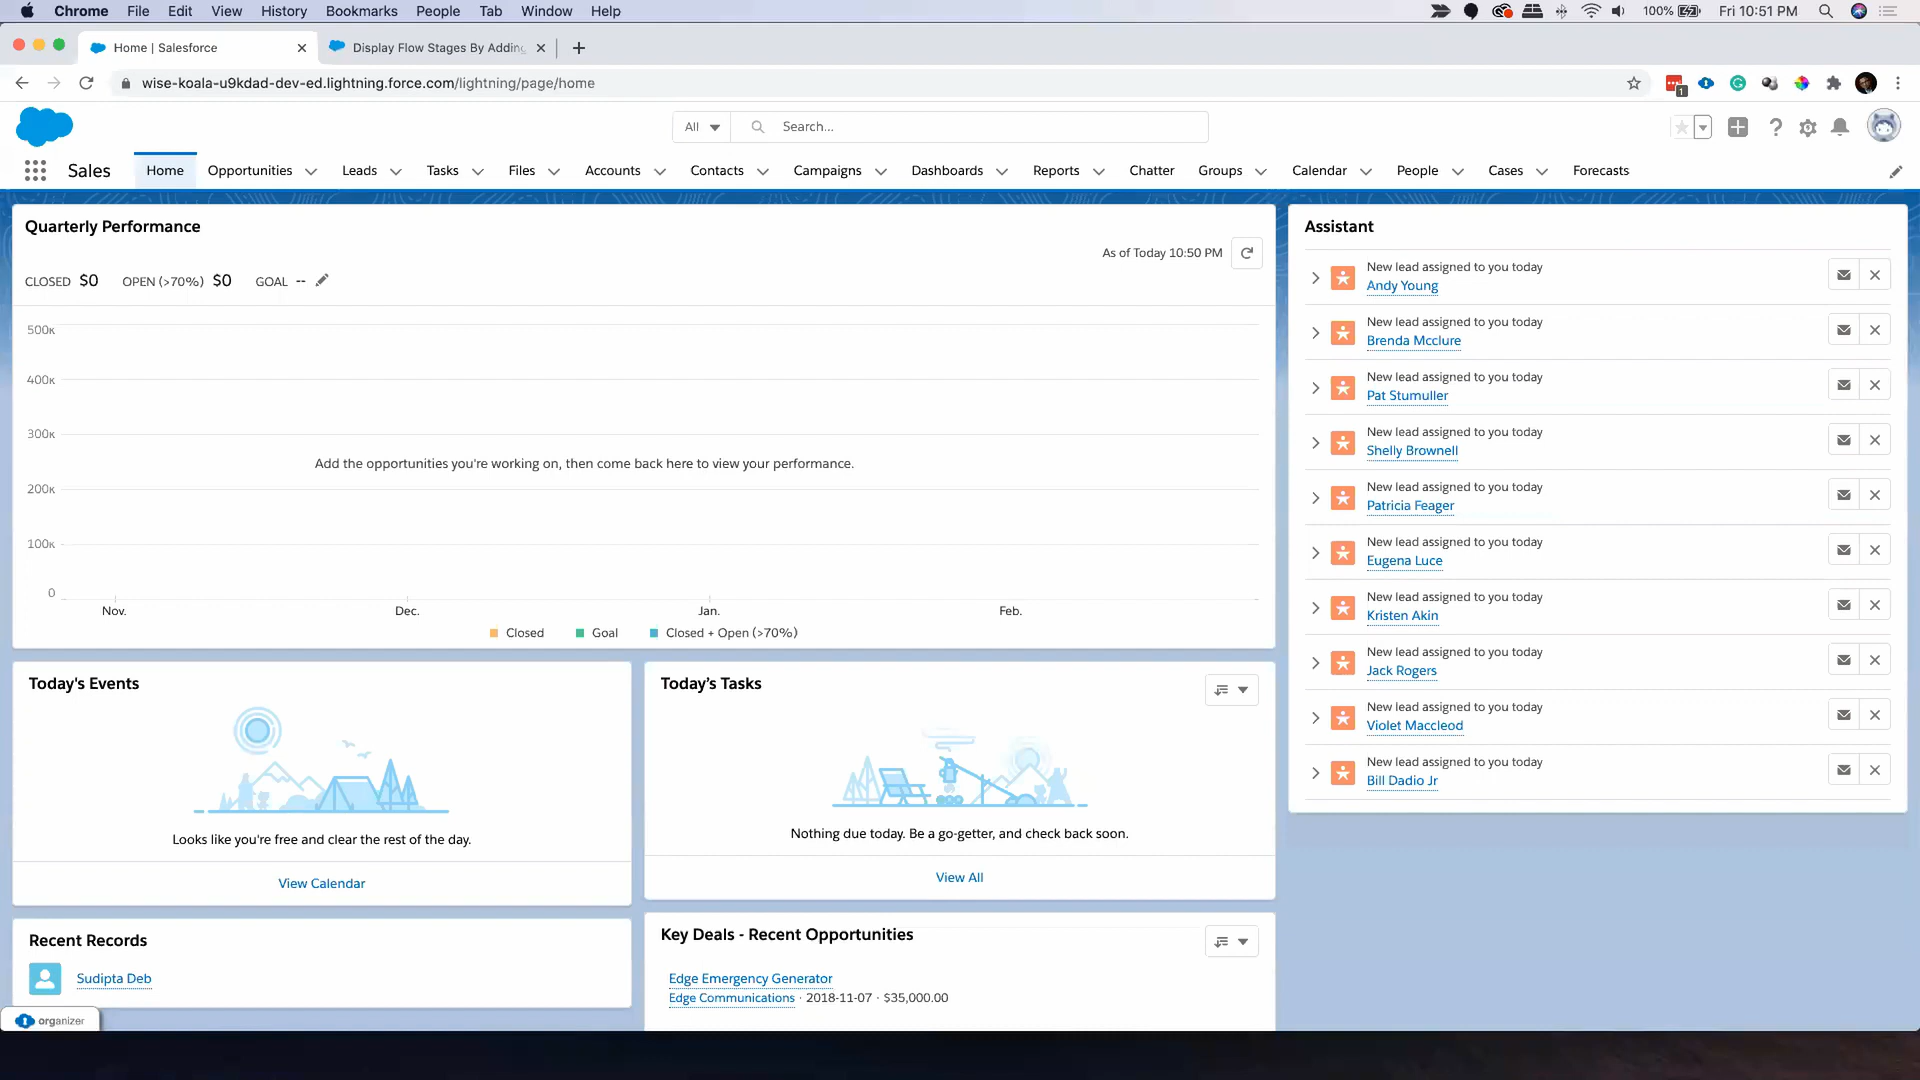 Chrome File Edit View History Bookmarks People Tab Window Help 100% Fri 10:51 PM
Home | Salesforce Display Flow Stages By Adding
wise-koala-u9kdad-dev-ed.lightning.force.com/lightning/page/home
1
All Search...
Sales Home Opportunities Leads Tasks Files Accounts Contacts Campaigns Dashboards Reports Chatter Groups Calendar People Cases Forecasts
Quarterly Performance
As of Today 10:50 PM
CLOSED $0 OPEN (>70%) $0 GOAL --
500K
400K
300K
Add the opportunities you're working on, then come back here to view your performance.
200K
100K
0
Nov. Dec. Jan. Feb.
Closed Goal Closed + Open (>70%)
Today's Events
Looks like you're free and clear the rest of the day.
View Calendar
Today’s Tasks
Nothing due today. Be a go-getter, and check back soon.
View All
Recent Records
Sudipta Deb
organizer
Key Deals - Recent Opportunities
Edge Emergency Generator
Edge Communications · 2018-11-07 · $35,000.00
Assistant
New lead assigned to you today
Andy Young
New lead assigned to you today
Brenda Mcclure
New lead assigned to you today
Pat Stumuller
New lead assigned to you today
Shelly Brownell
New lead assigned to you today
Patricia Feager
New lead assigned to you today
Eugena Luce
New lead assigned to you today
Kristen Akin
New lead assigned to you today
Jack Rogers
New lead assigned to you today
Violet Maccleod
New lead assigned to you today
Bill Dadio Jr